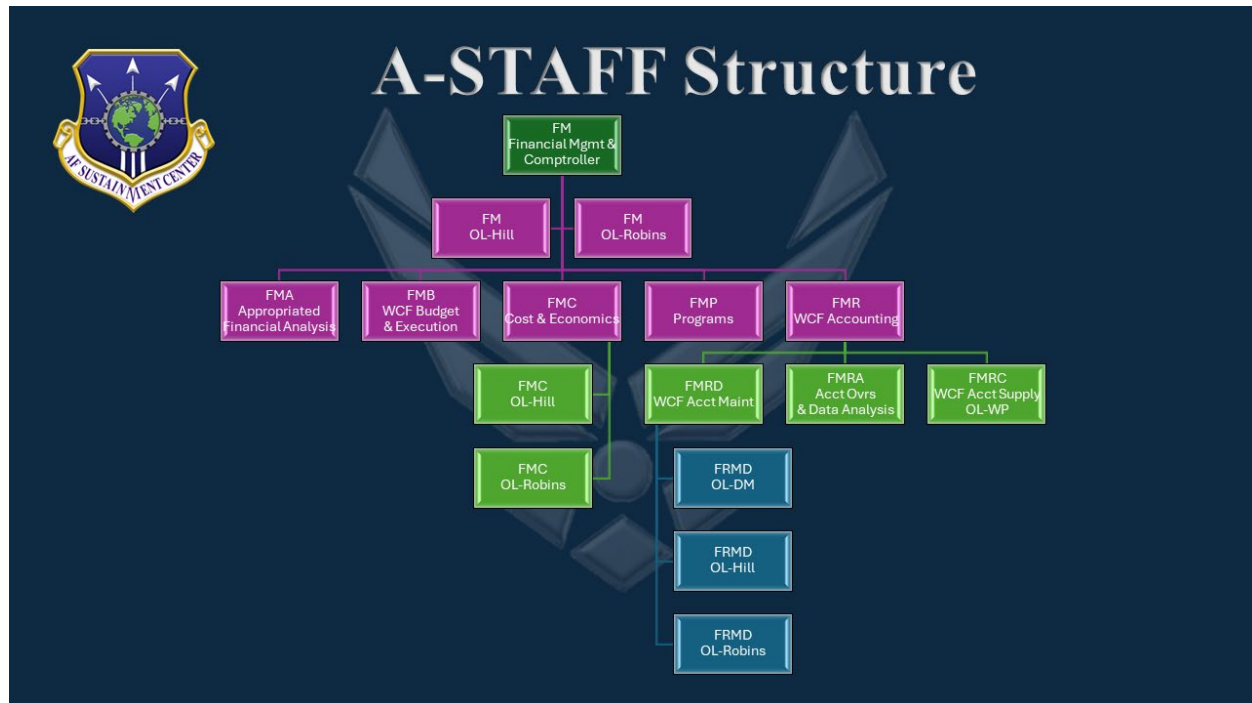 A-STAFF Structure
AF SUSTAINMENT CENTER
FM
Financial Mgmt &
Comptroller
FM
OL-Hill
FM
OL-Robins
FMA
Appropriated
Financial Analysis
FMB
WCF Budget
& Execution
FMC
Cost & Economics
FMP
Programs
FMR
WCF Accounting
FMC
OL-Hill
FMRD
WCF Acct Maint
FMRA
Acct Ovrs
& Data Analysis
FMRC
WCF Acct Supply
OL-WP
FMC
OL-Robins
FRMD
OL-DM
FRMD
OL-Hill
FRMD
OL-Robins